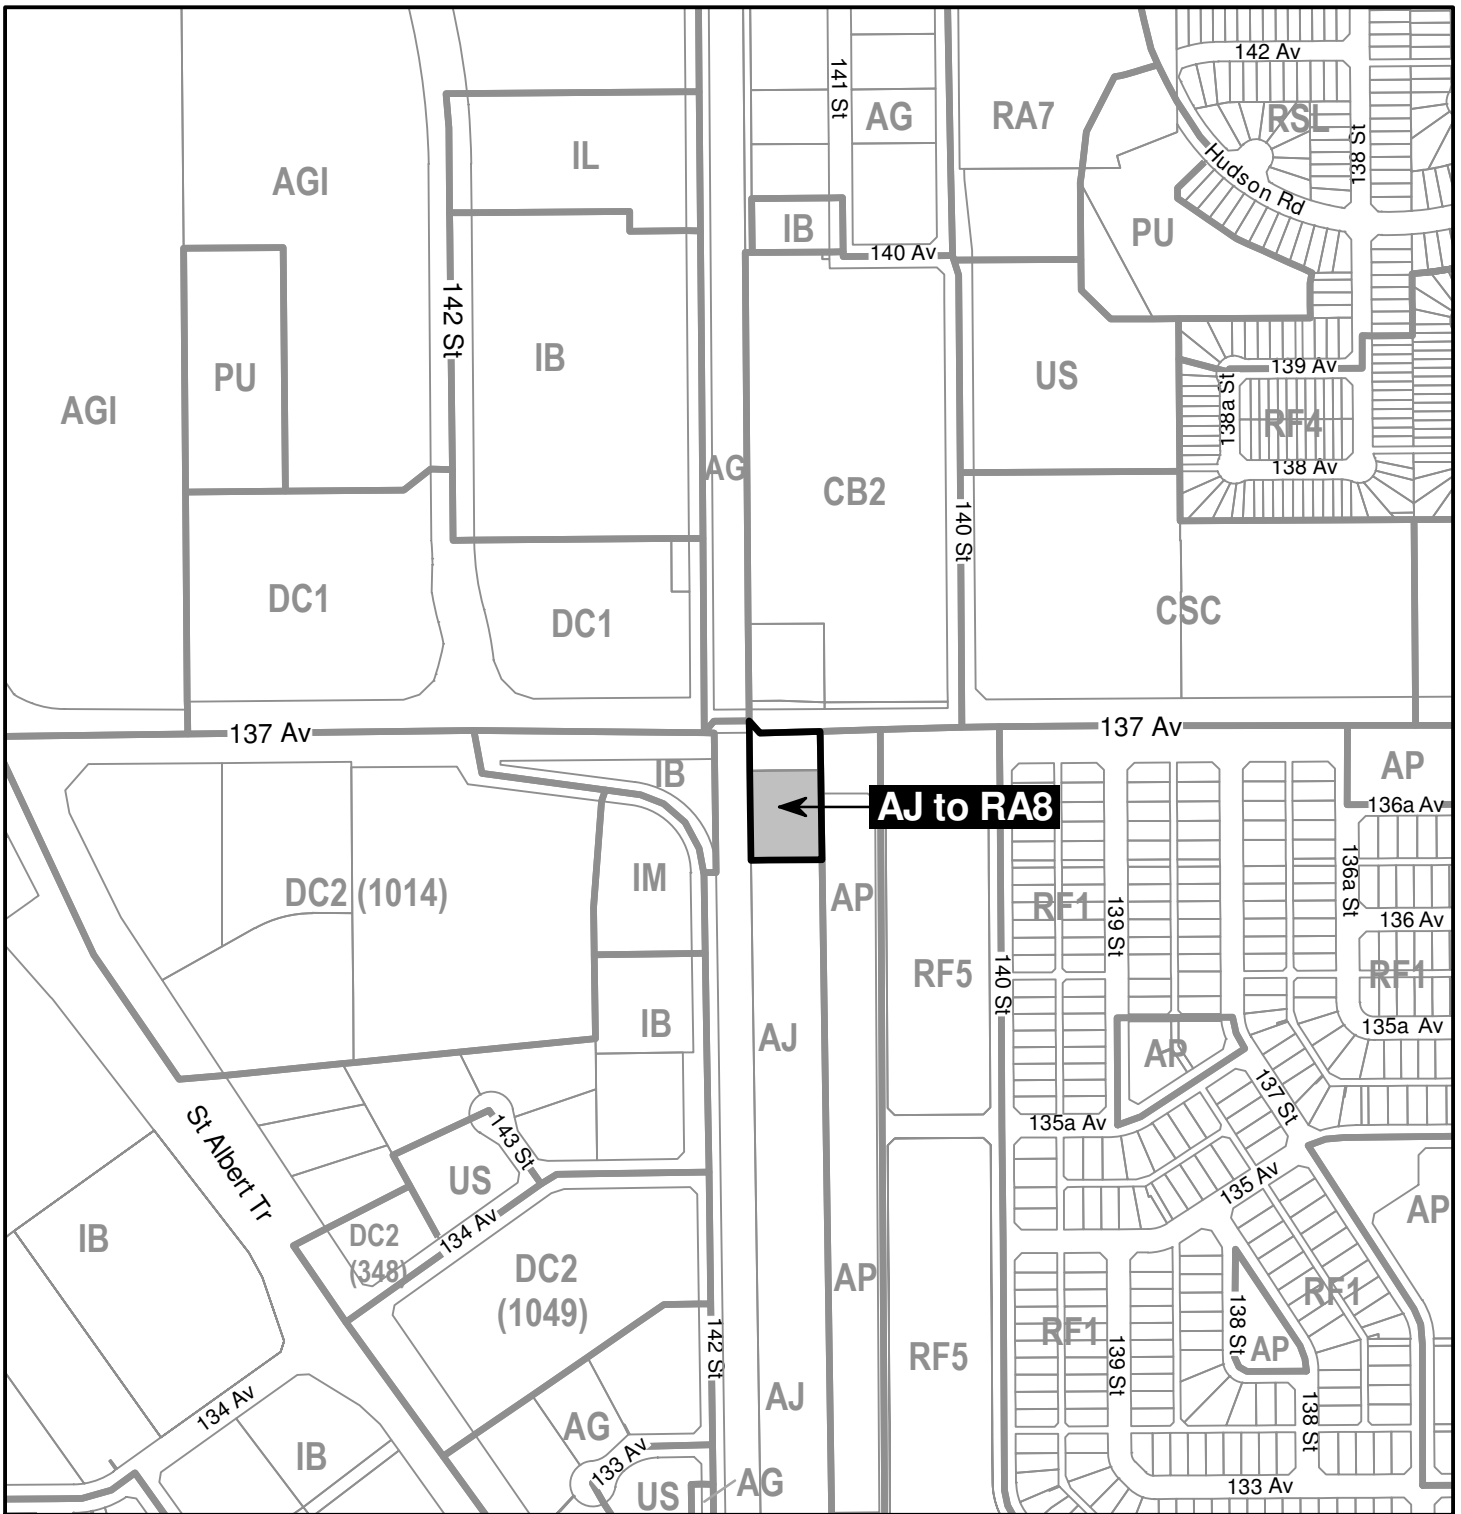 142 Av
141 St
AG
RA7
RSL
138 St
IL
AGI
Hudson Rd
IB
PU
140 Av
142 St
IB
PU
AGI
US
139 Av
138a St
RF4
138 Av
AG
CB2
140 St
DC1
DC1
CSC
137 Av
137 Av
IB
AP
136a Av
AJ to RA8
DC2 (1014)
IM
AP
RF1
139 St
136a St
136 Av
RF5
140 St
RF1
IB
AJ
135a Av
AP
137 St
St Albert Tr
143 St
135a Av
US
135 Av
IB
DC2
(348)
134 Av
AP
DC2
(1049)
AP
RF1
138 St
142 St
RF5
RF1
139 St
AP
134 Av
AJ
AG
138 St
IB
133 Av
US
AG
133 Av